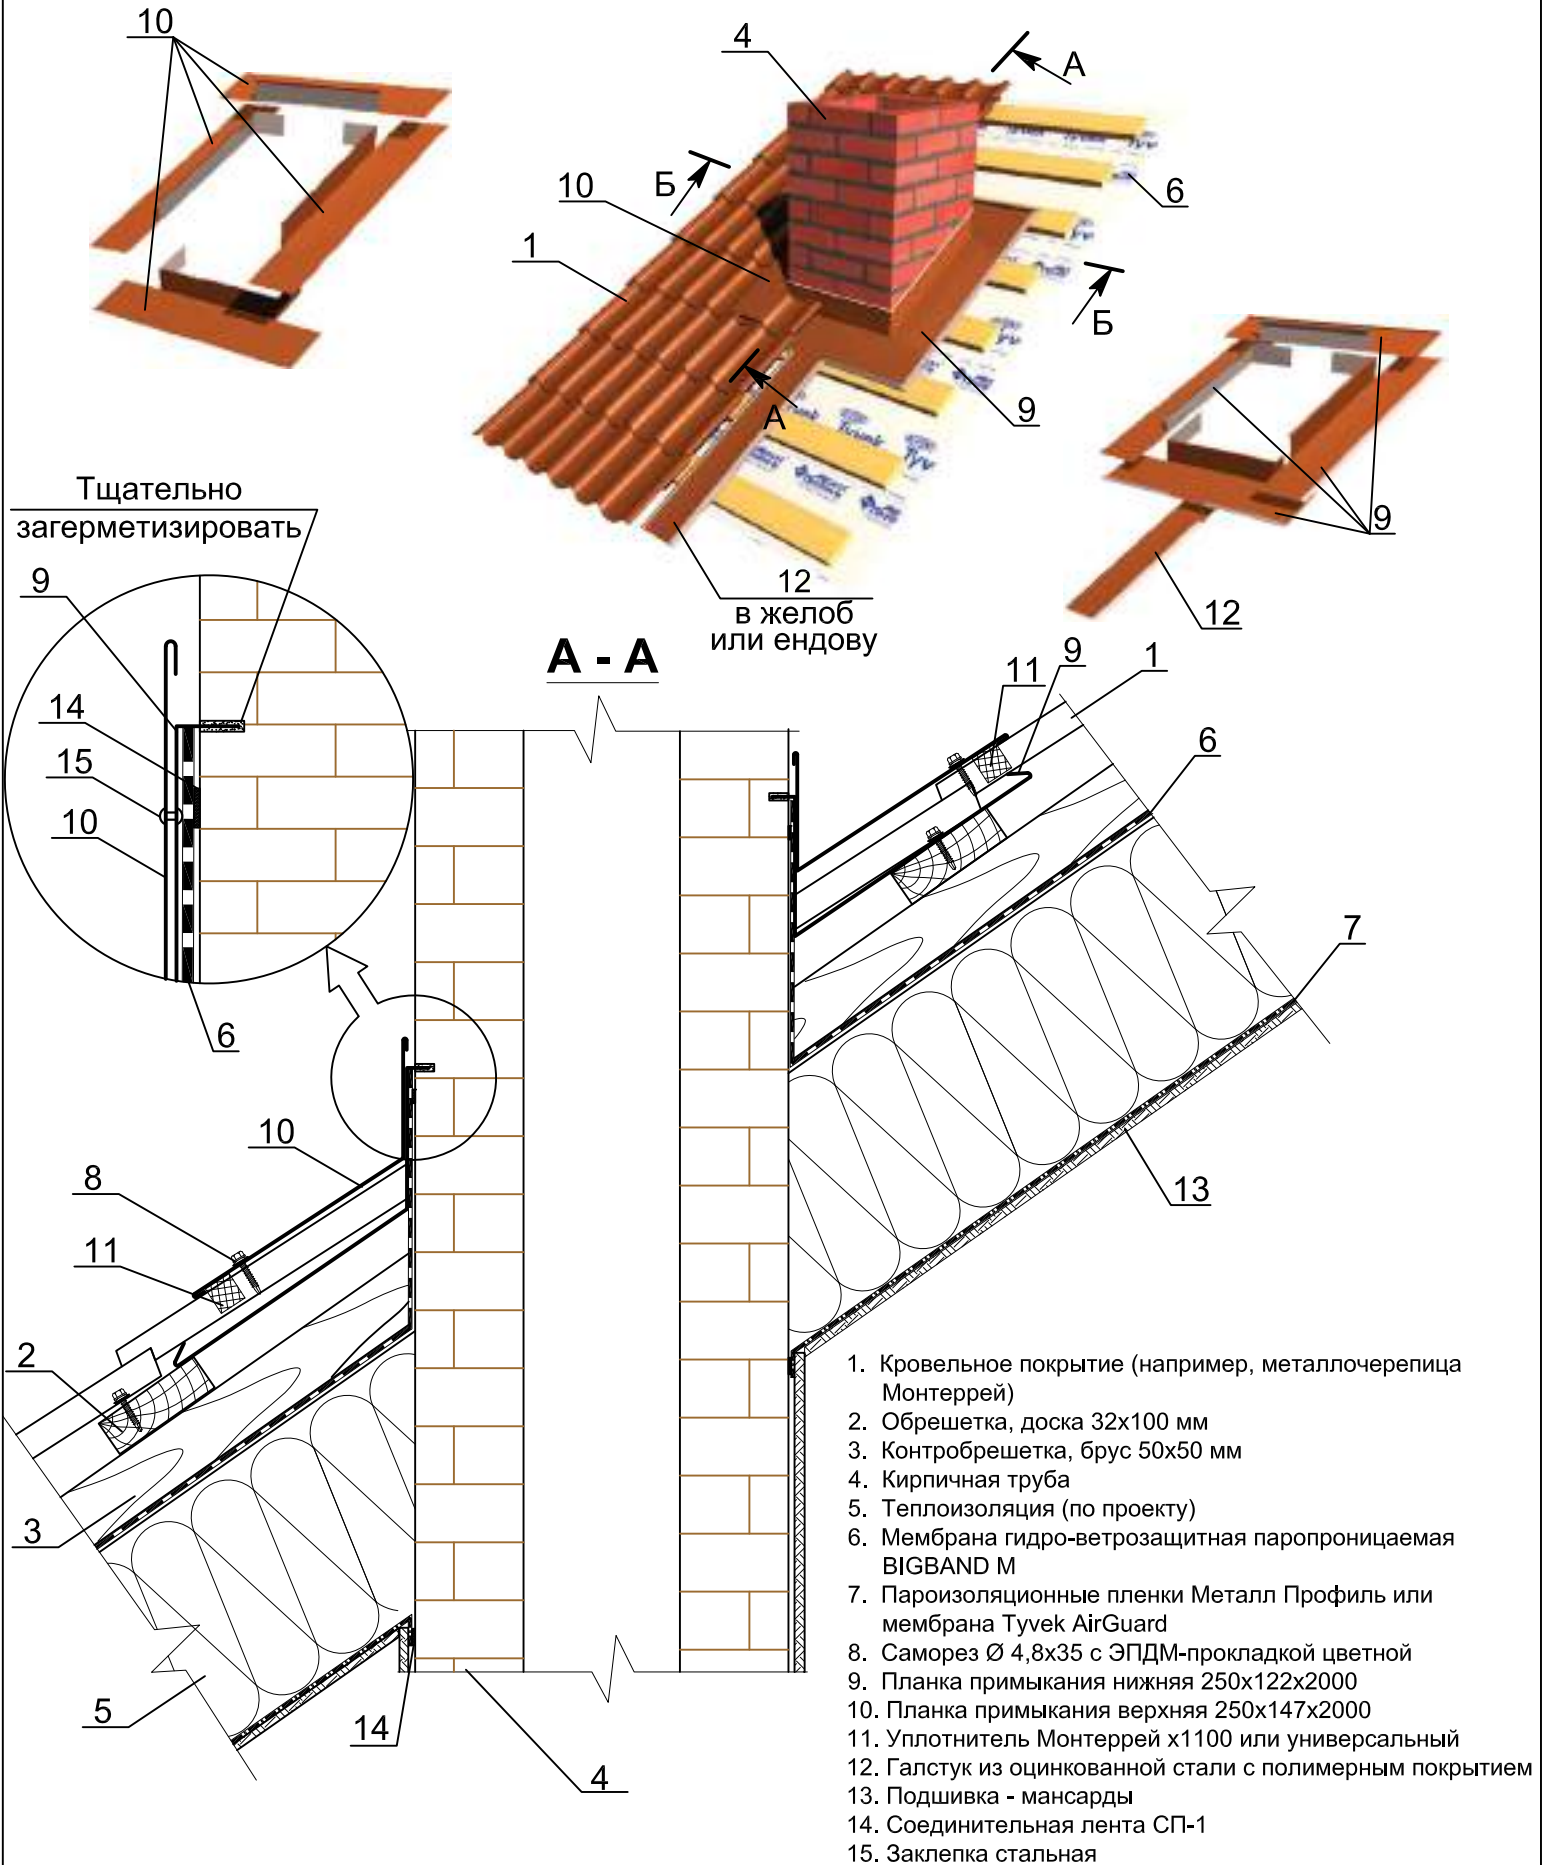 10
4
А
Б
10
6
1
Б
9
А
12
в желоб
или ендову
9
12
Тщательно
загерметизировать
9
14
15
10
6
А - А
11
9
1
6
7
13
10
8
11
2
3
5
14
4
1. Кровельное покрытие (например, металлочерепица
Монтеррей)
2. Обрешетка, доска 32х100 мм
3. Контробрешетка, брус 50х50 мм
4. Кирпичная труба
5. Теплоизоляция (по проекту)
6. Мембрана гидро-ветрозащитная паропроницаемая
BIGBAND M
7. Пароизоляционные пленки Металл Профиль или
мембрана Tyvek AirGuard
8. Саморез Ø 4,8х35 с ЭПДМ-прокладкой цветной
9. Планка примыкания нижняя 250х122х2000
10. Планка примыкания верхняя 250х147х2000
11. Уплотнитель Монтеррей х1100 или универсальный
12. Галстук из оцинкованной стали с полимерным покрытием
13. Подшивка - мансарды
14. Соединительная лента СП-1
15. Заклепка стальная